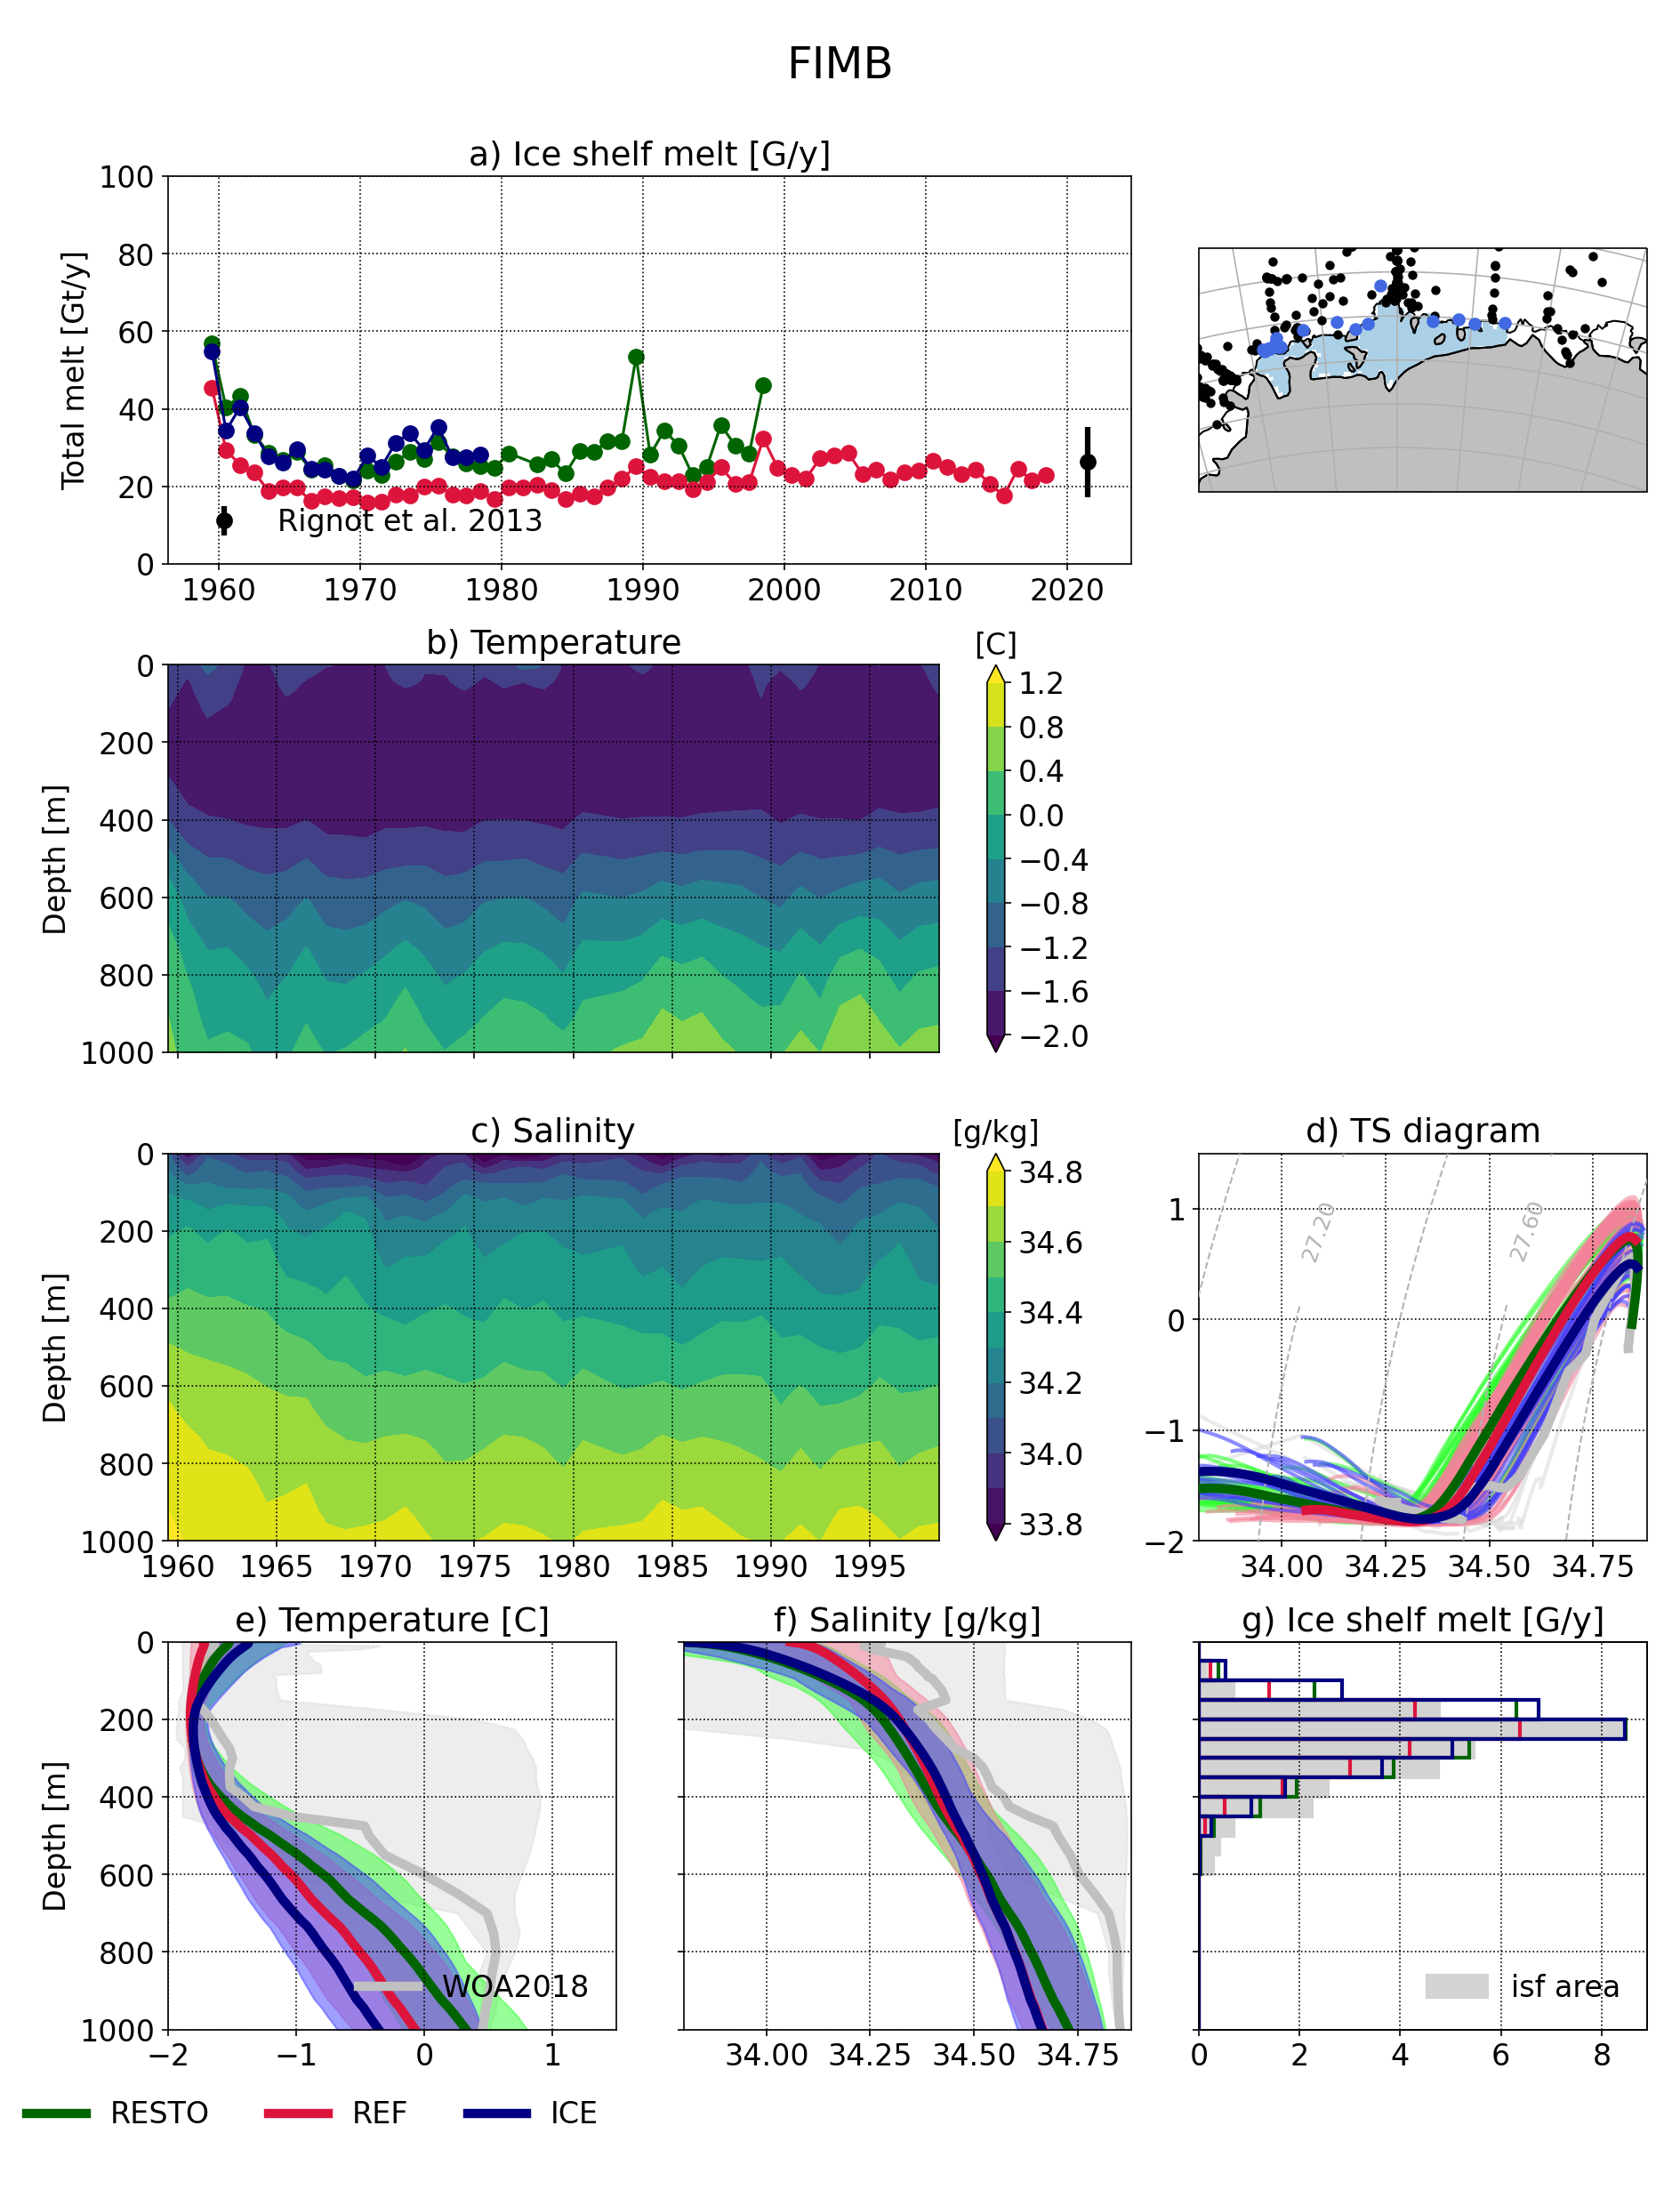 FIMB
a) Ice shelf melt [G/y]
Total melt [Gt/y]
100
80
60
40
20
0
Rignot et al. 2013
1960 1970 1980 1990 2000 2010 2020
b) Temperature
[C]
Depth [m]
0
200
400
600
800
1000
1.2
0.8
0.4
0.0
−0.4
−0.8
−1.2
−1.6
−2.0
c) Salinity
[g/kg]
Depth [m]
0
200
400
600
800
1000
1960 1965 1970 1975 1980 1985 1990 1995
34.8
34.6
34.4
34.2
34.0
33.8
d) TS diagram
1
0
−1
−2
27.20
27.60
34.00 34.25 34.50 34.75
e) Temperature [C]
Depth [m]
0
200
400
600
800
1000
WOA2018
−2 −1 0 1
f) Salinity [g/kg]
34.00 34.25 34.50 34.75
g) Ice shelf melt [G/y]
isf area
0 2 4 6 8
RESTO REF ICE